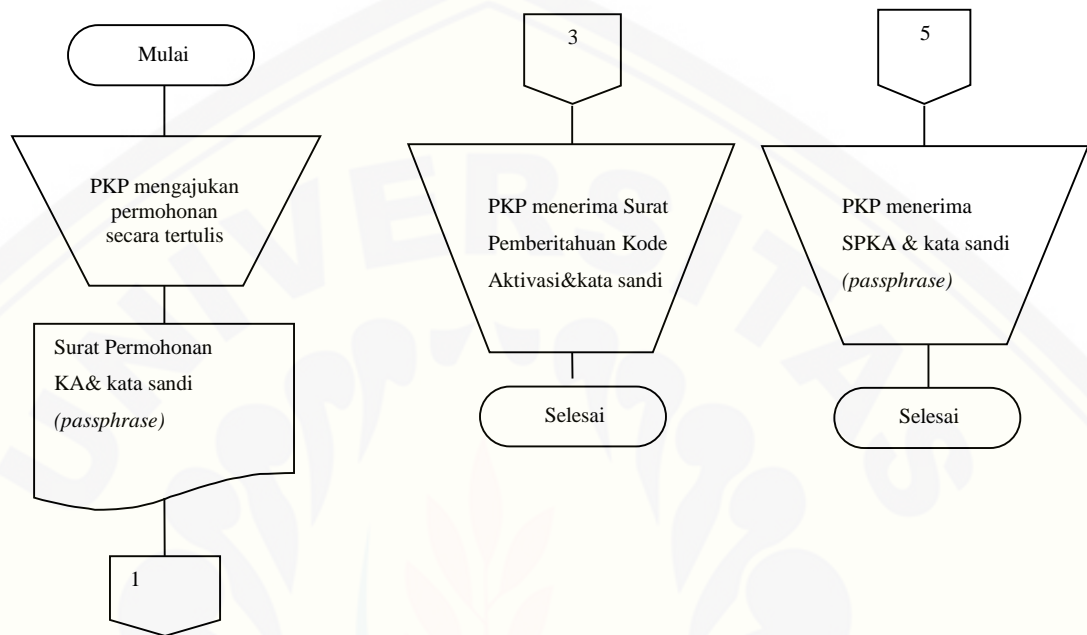 Mulai
PKP mengajukan
permohonan
secara tertulis
Surat Permohonan
KA& kata sandi
(passphrase)
1
3
PKP menerima Surat
Pemberitahuan Kode
Aktivasi&kata sandi
Selesai
5
PKP menerima
SPKA & kata sandi
(passphrase)
Selesai
UNIVERSITAS